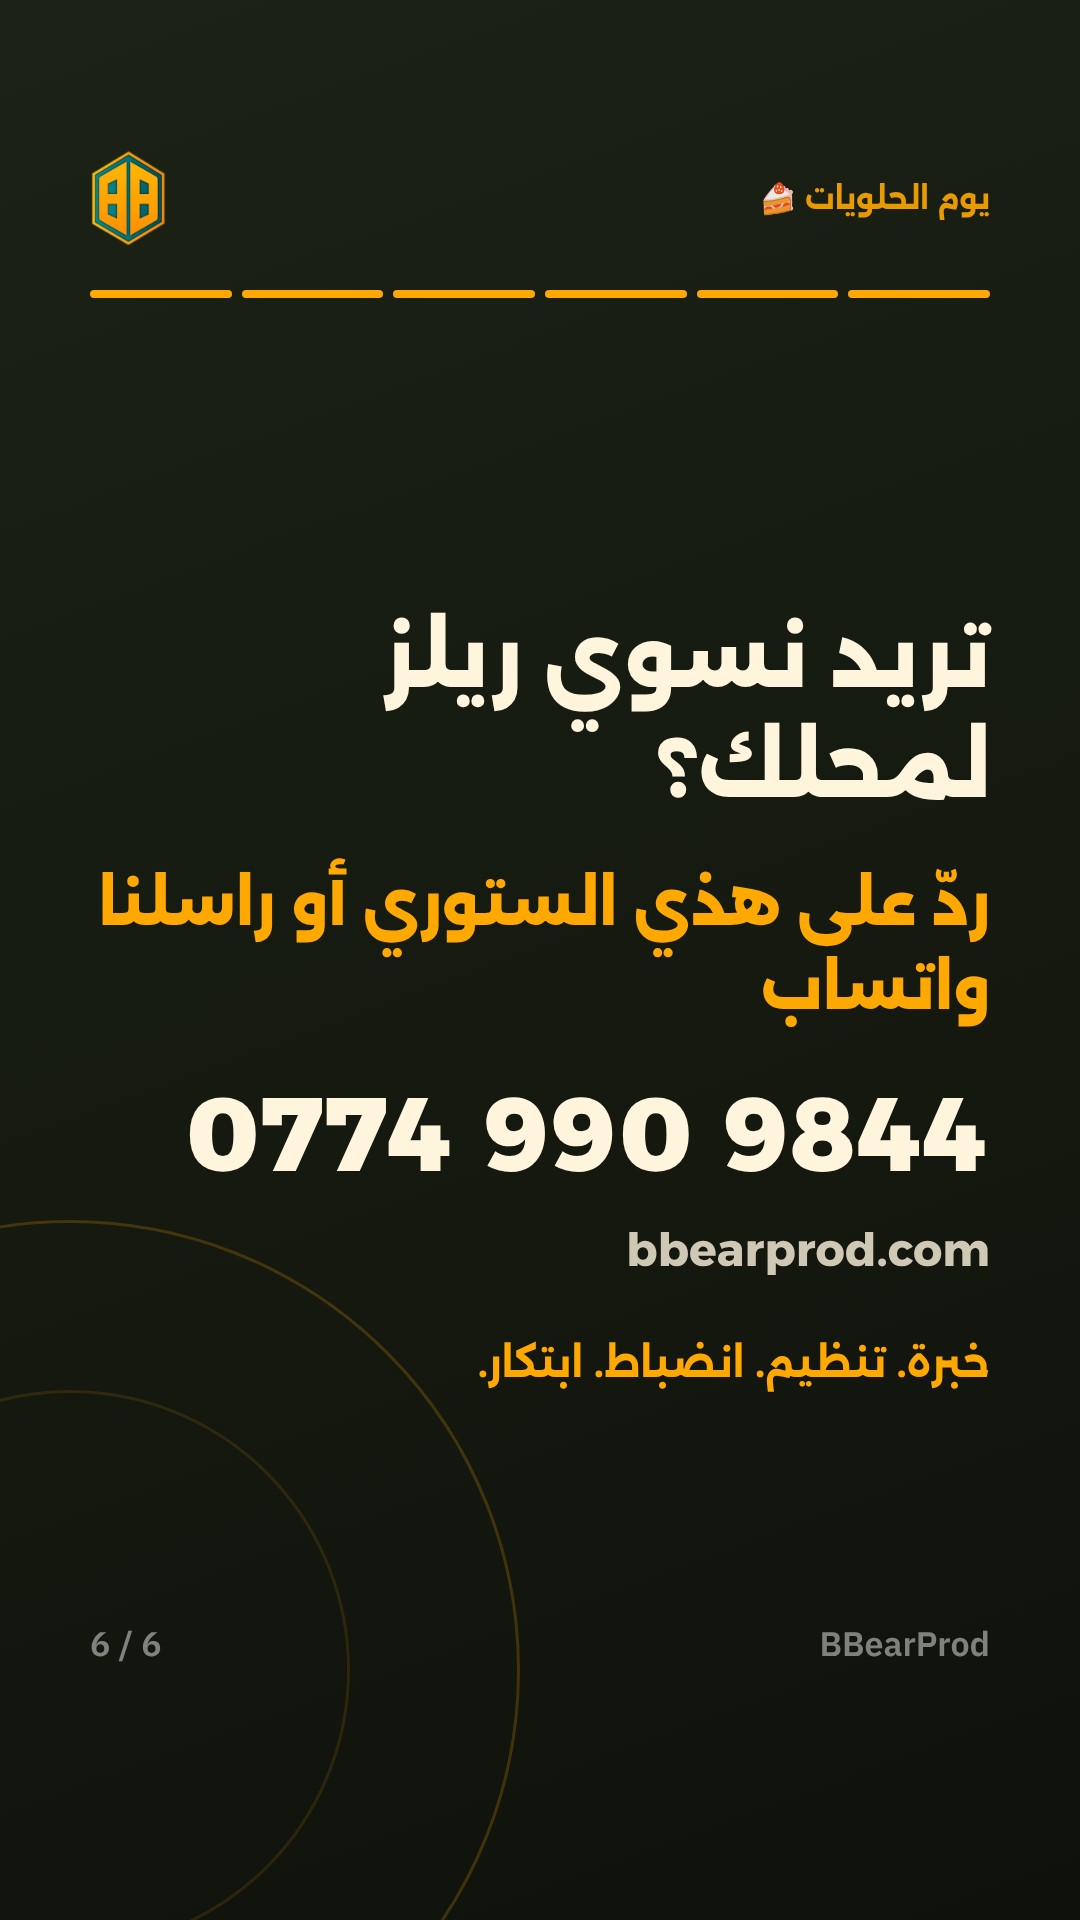 يوم الحلويات 🍰
تريد نسوي ريلز
لمحلك؟
ردّ على هذي الستوري أو راسلنا
واتساب
0774 990 9844
bbearprod.com
خبرة. تنظيم. انضباط. ابتكار.
BBearProd
6 / 6